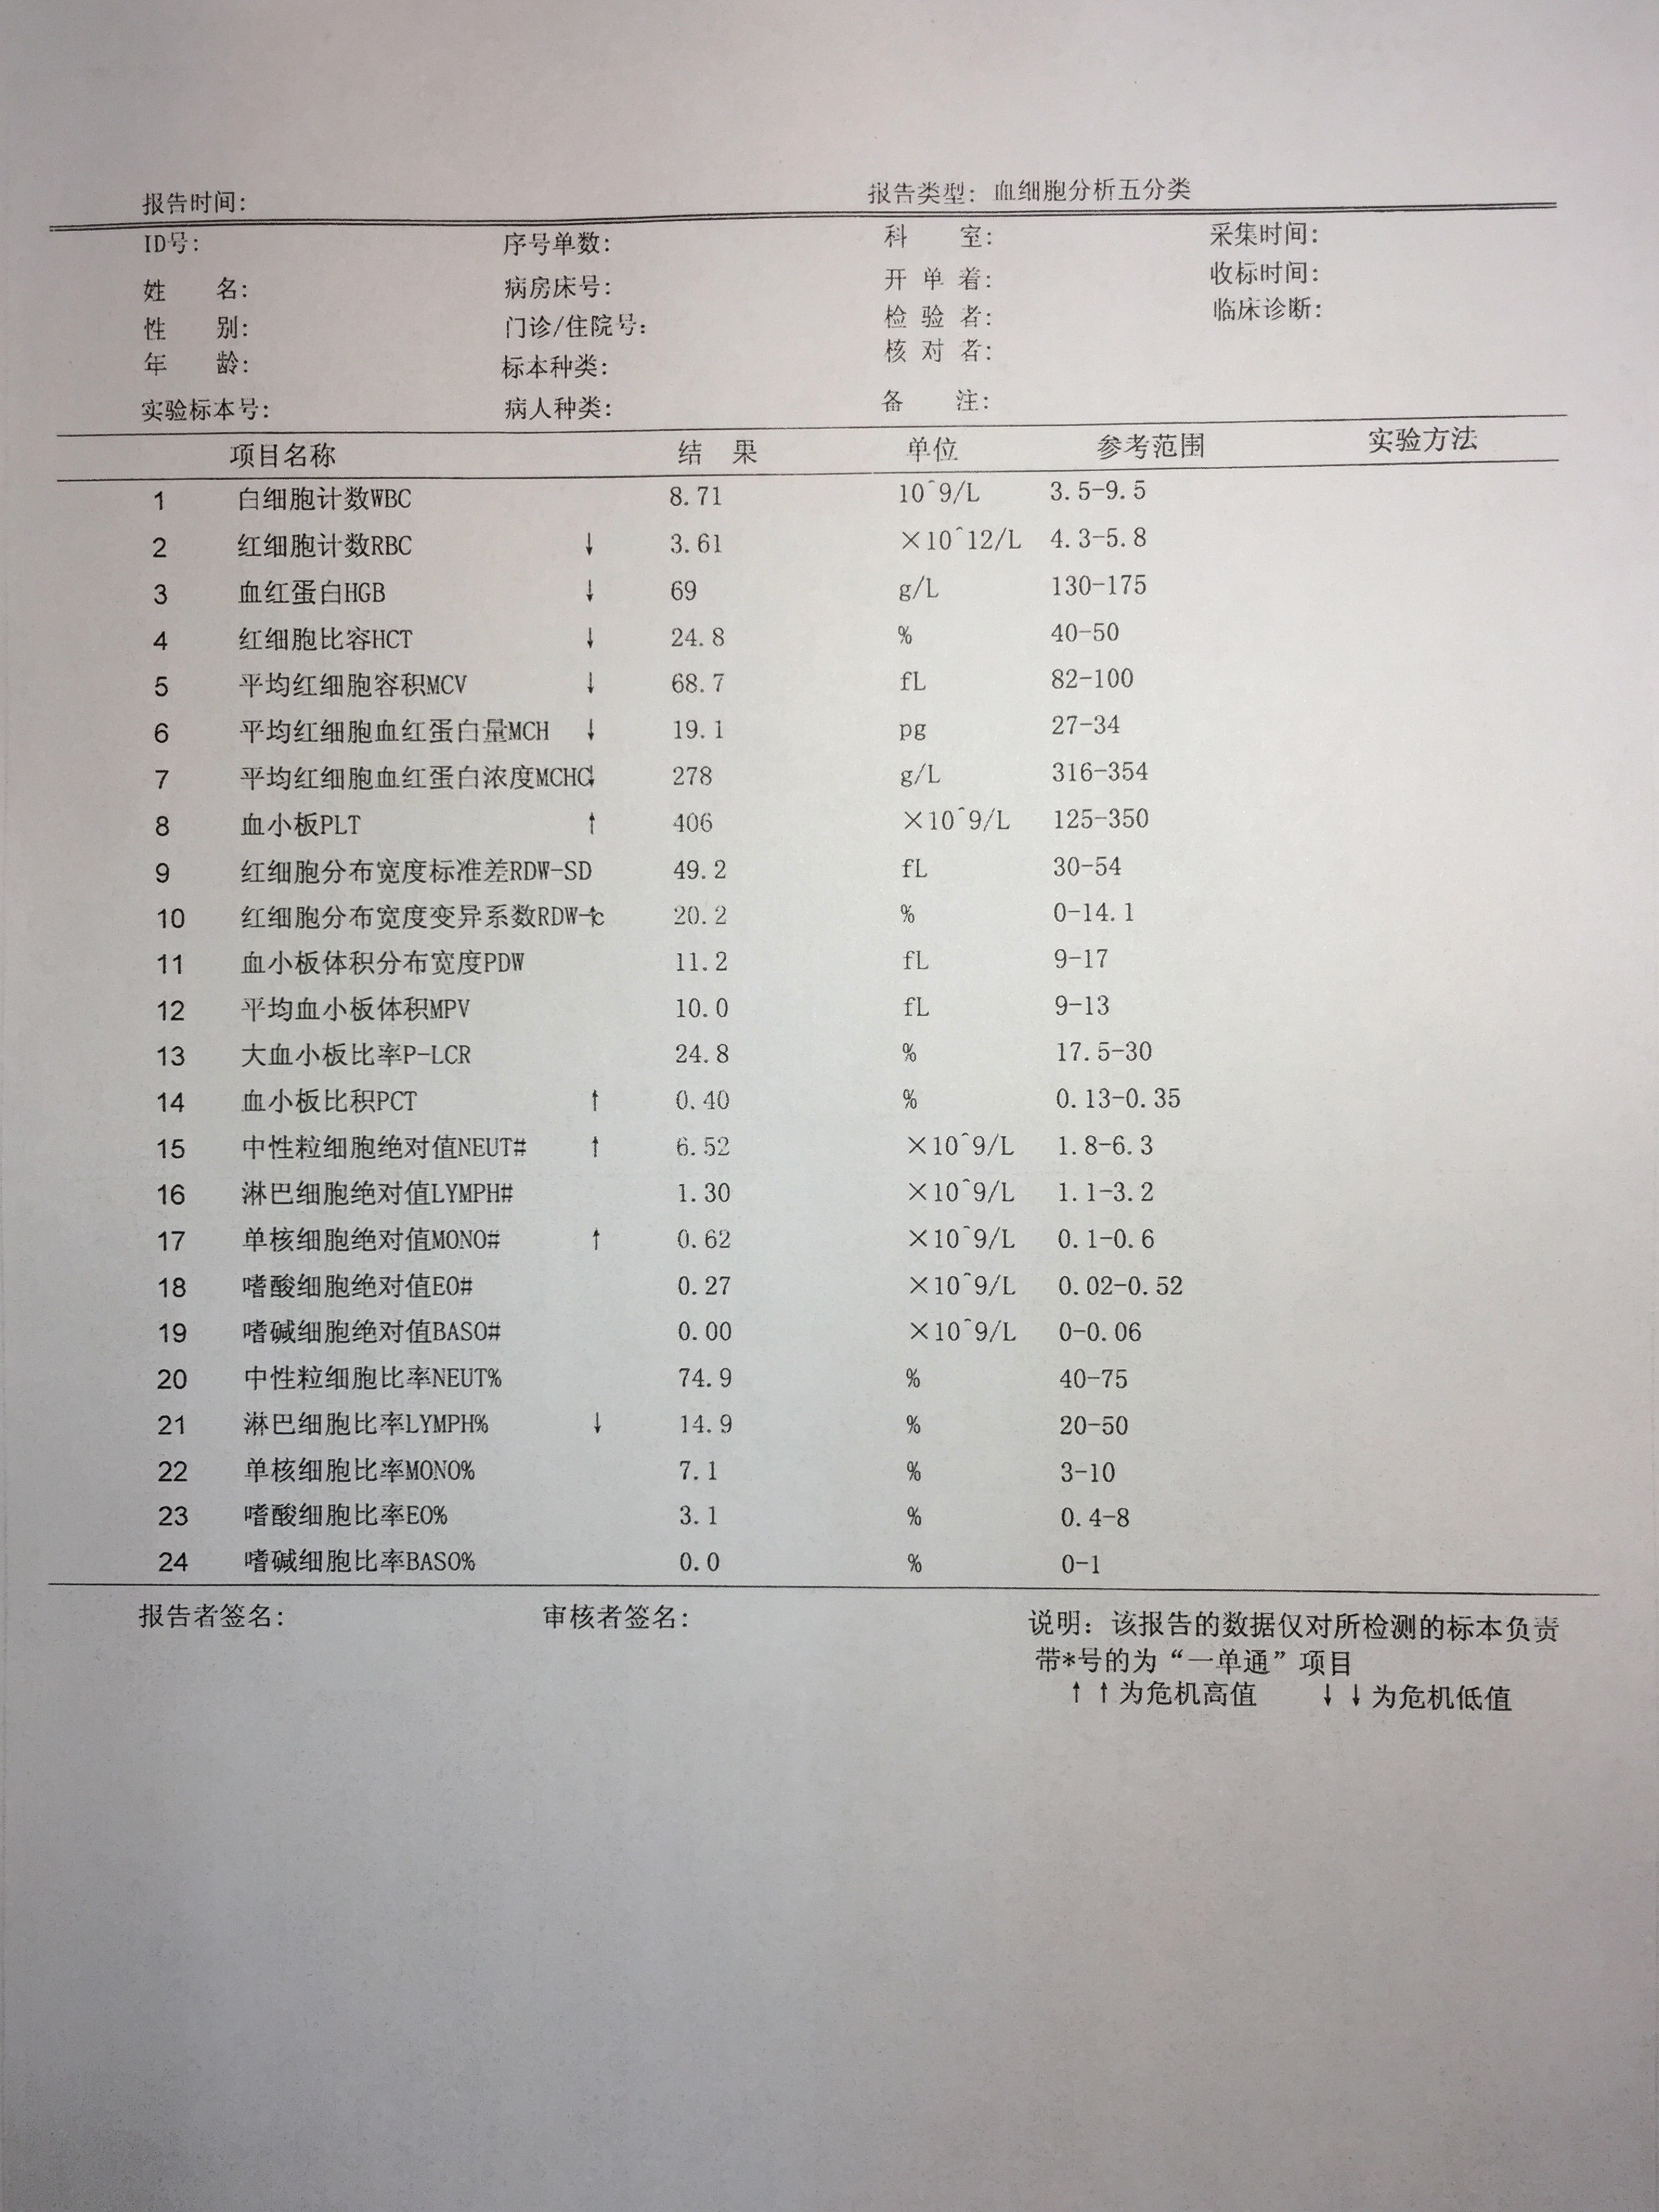 报告时间: 报告类型: 血细胞分析五分类
ID号: 序号单数: 科 室: 采集时间:
姓 名: 病房床号: 开 单 着: 收标时间:
性 别: 门诊/住院号: 检 验 者: 临床诊断:
年 龄: 标本种类: 核 对 者:
实验标本号: 病人种类: 备 注:
项目名称 结 果 单位 参考范围 实验方法
1 白细胞计数WBC 8.71 10^9/L 3.5-9.5
2 红细胞计数RBC ↓ 3.61 ×10^12/L 4.3-5.8
3 血红蛋白HGB ↓ 69 g/L 130-175
4 红细胞比容HCT ↓ 24.8 % 40-50
5 平均红细胞容积MCV ↓ 68.7 fL 82-100
6 平均红细胞血红蛋白量MCH ↓ 19.1 pg 27-34
7 平均红细胞血红蛋白浓度MCHC↓ 278 g/L 316-354
8 血小板PLT ↑ 406 ×10^9/L 125-350
9 红细胞分布宽度标准差RDW-SD 49.2 fL 30-54
10 红细胞分布宽度变异系数RDW-↑c 20.2 % 0-14.1
11 血小板体积分布宽度PDW 11.2 fL 9-17
12 平均血小板体积MPV 10.0 fL 9-13
13 大血小板比率P-LCR 24.8 % 17.5-30
14 血小板比积PCT ↑ 0.40 % 0.13-0.35
15 中性粒细胞绝对值NEUT# ↑ 6.52 ×10^9/L 1.8-6.3
16 淋巴细胞绝对值LYMPH# 1.30 ×10^9/L 1.1-3.2
17 单核细胞绝对值MONO# ↑ 0.62 ×10^9/L 0.1-0.6
18 嗜酸细胞绝对值EO# 0.27 ×10^9/L 0.02-0.52
19 嗜碱细胞绝对值BASO# 0.00 ×10^9/L 0-0.06
20 中性粒细胞比率NEUT% 74.9 % 40-75
21 淋巴细胞比率LYMPH% ↓ 14.9 % 20-50
22 单核细胞比率MONO% 7.1 % 3-10
23 嗜酸细胞比率EO% 3.1 % 0.4-8
24 嗜碱细胞比率BASO% 0.0 % 0-1
报告者签名: 审核者签名: 说明: 该报告的数据仅对所检测的标本负责
带*号的为“一单通”项目
↑↑为危机高值 ↓↓为危机低值